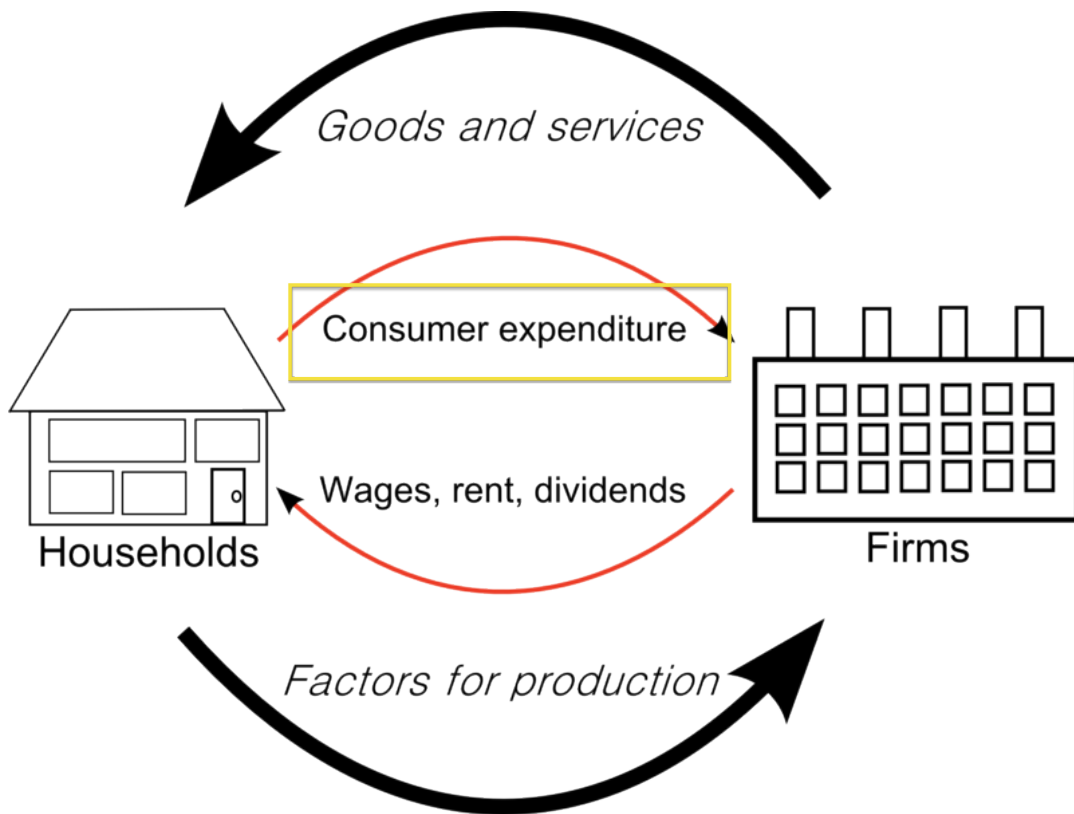 Goods and services
Consumer expenditure
Wages, rent, dividends
Households
Firms
Factors for production